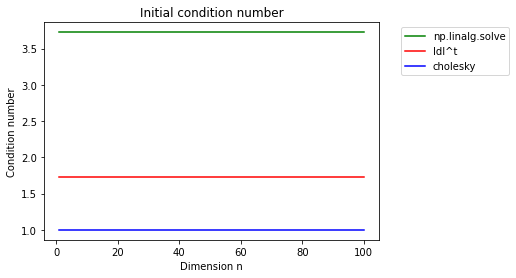 Initial condition number
np.linalg.solve
ldl^t
cholesky
3.5
3.0
2.5
2.0
1.5
1.0
Condition number
0 20 40 60 80 100
Dimension n